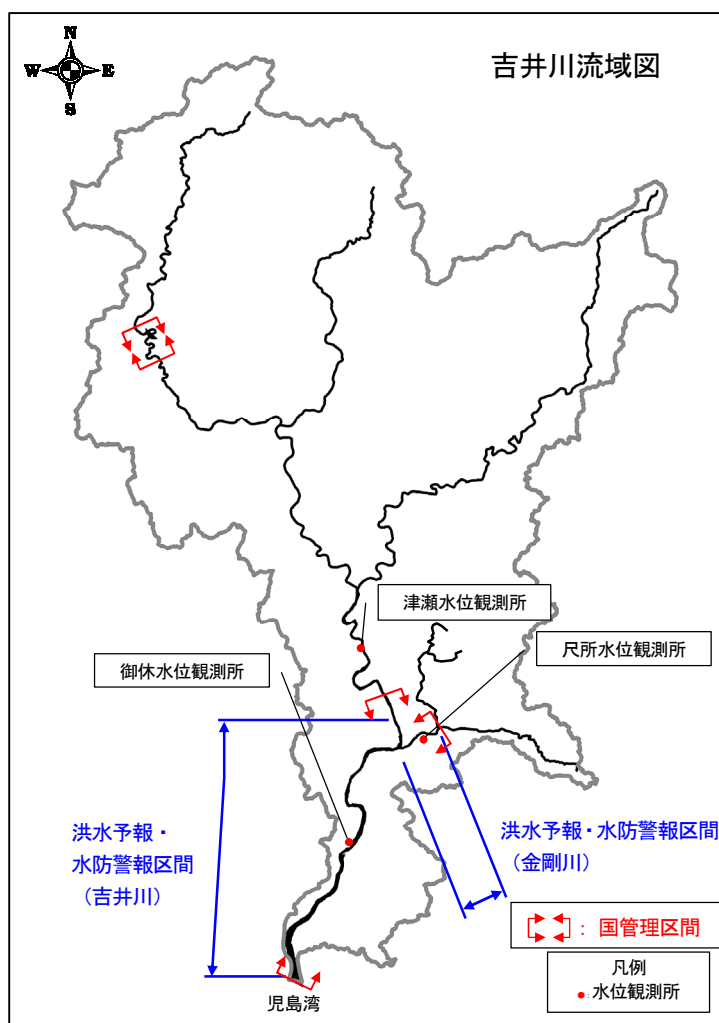 N
W E
S
吉井川流域図
津瀬水位観測所
尺所水位観測所
御休水位観測所
洪水予報・
水防警報区間
（吉井川）
洪水予報・水防警報区間
（金剛川）
：国管理区間
凡例
：水位観測所
児島湾